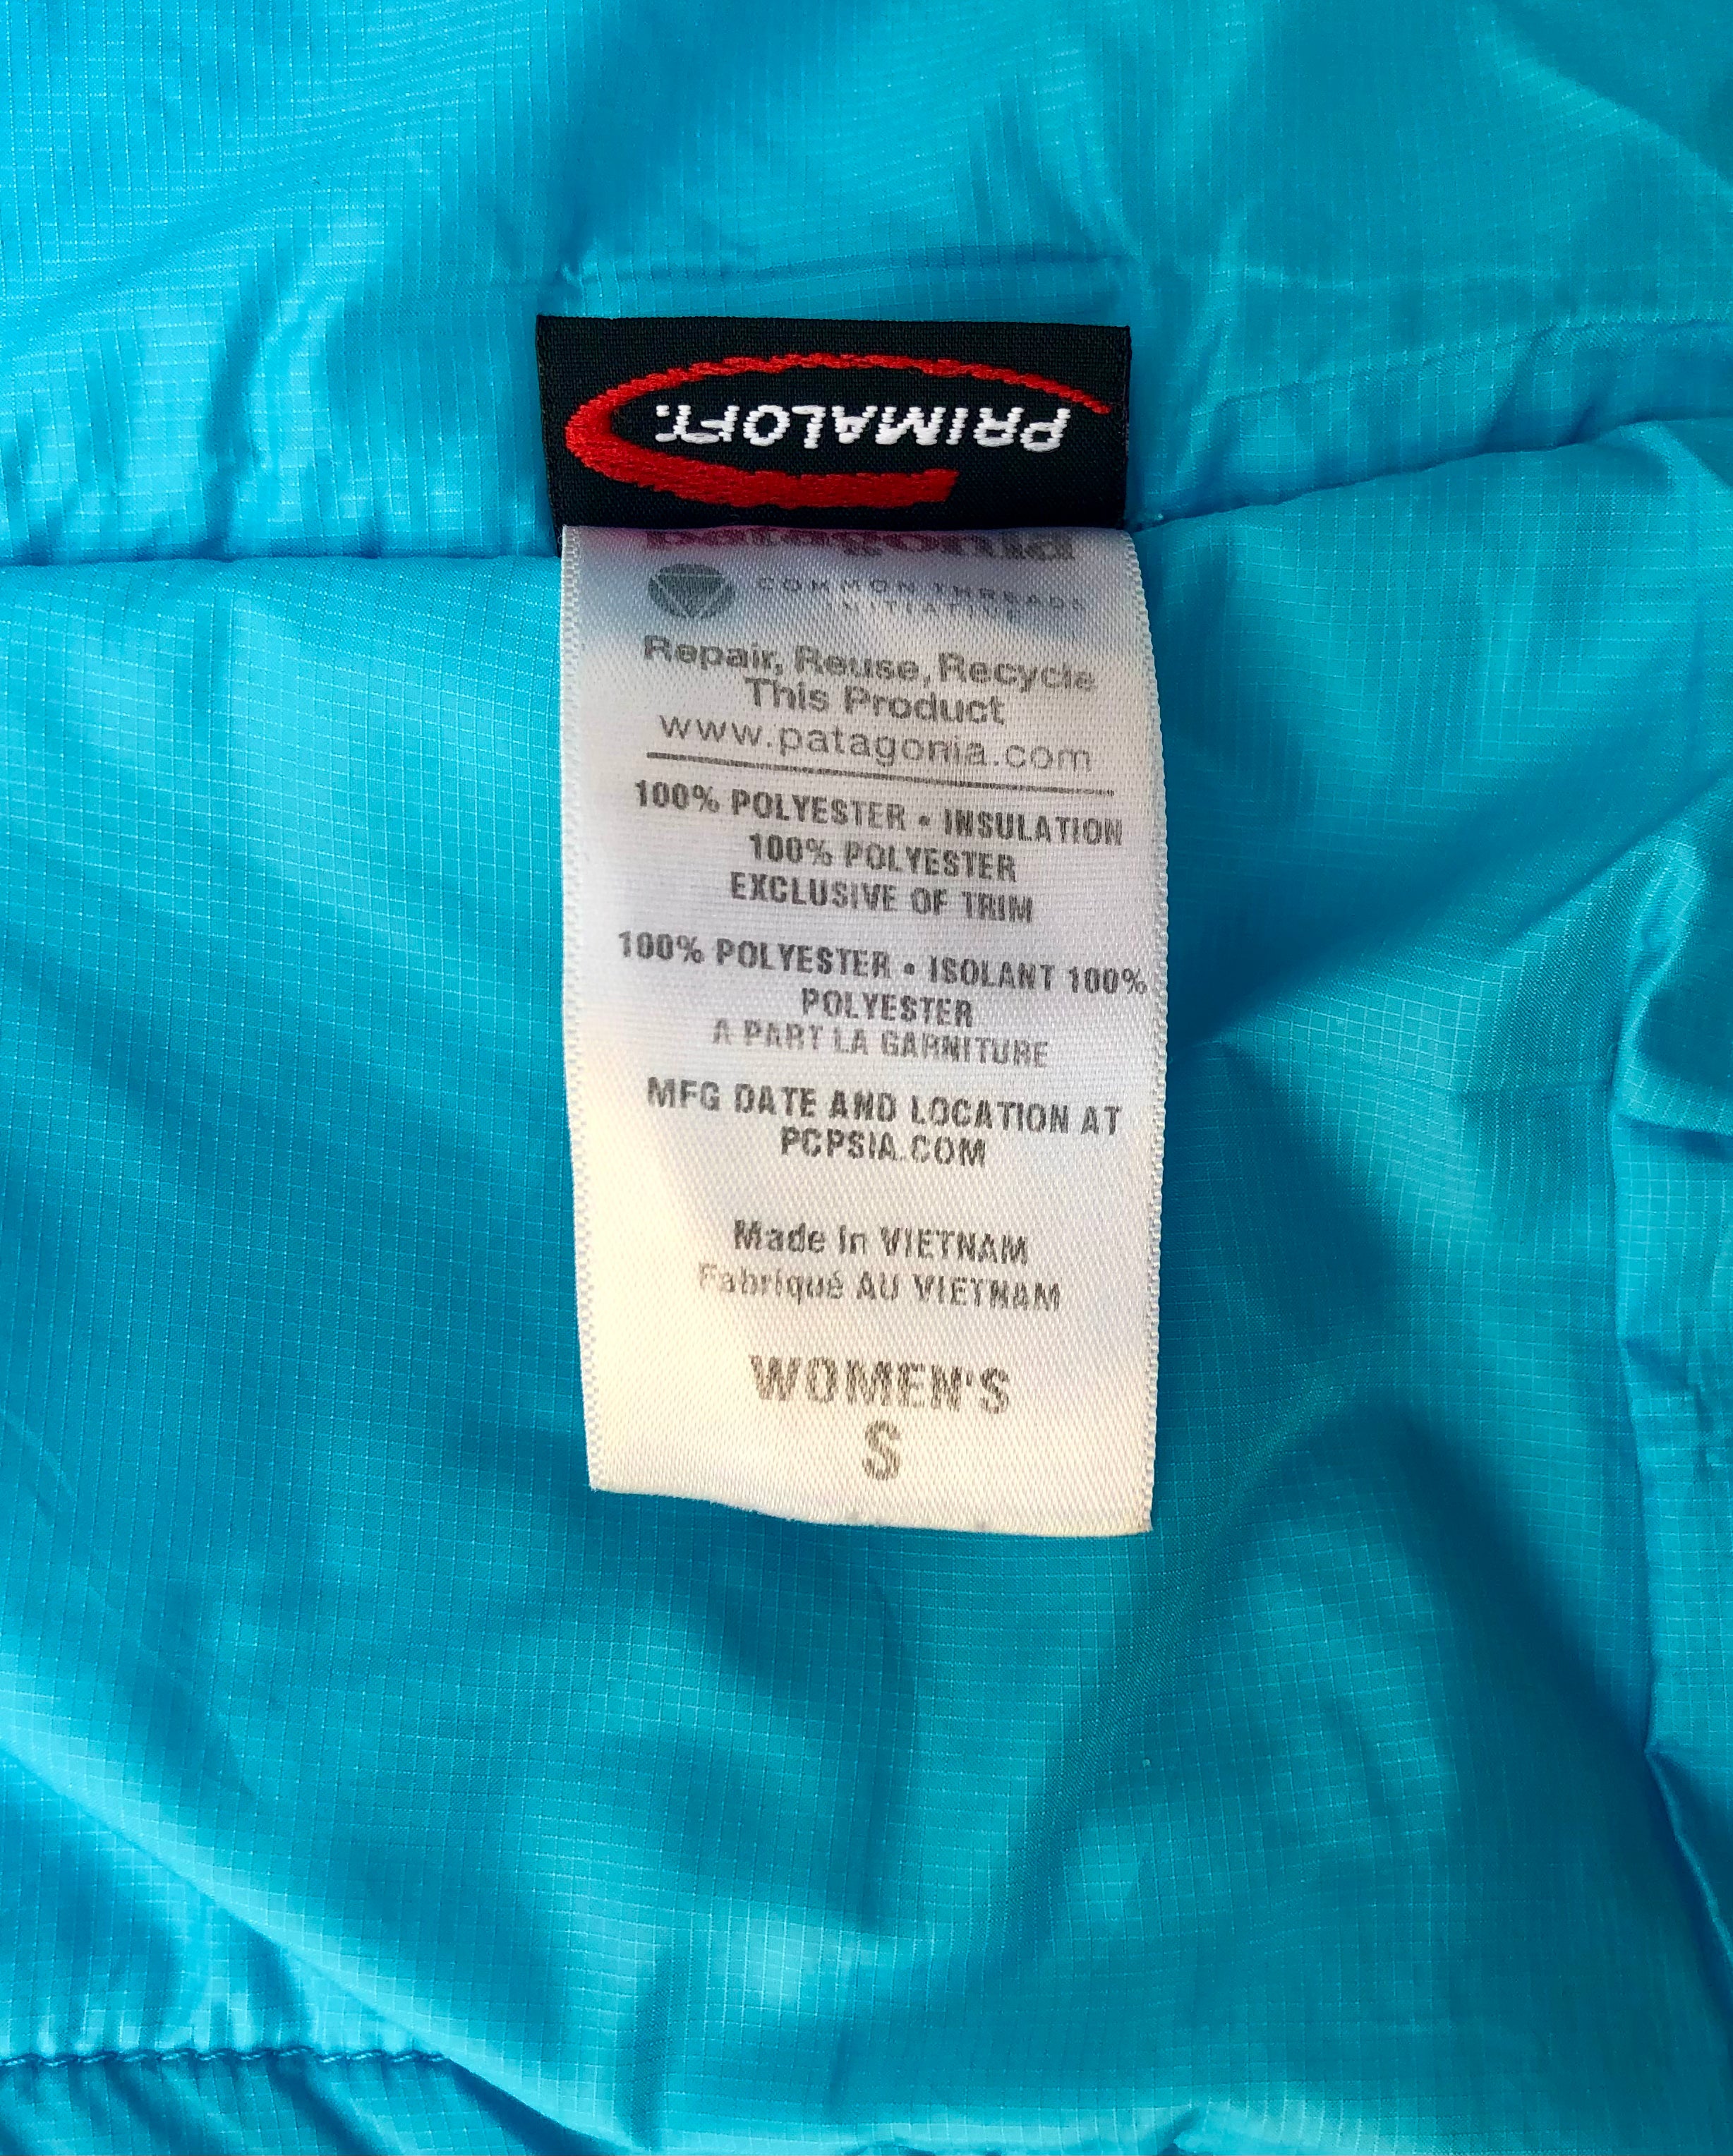 PRIMALOFT.
patagonia
COMMON THREADS
INITIATIVE
Repair, Reuse, Recycle
This Product
www.patagonia.com
100% POLYESTER • INSULATION
100% POLYESTER
EXCLUSIVE OF TRIM
100% POLYESTER • ISOLANT 100%
POLYESTER
A PART LA GARNITURE
MFG DATE AND LOCATION AT
PCPSIA.COM
Made in VIETNAM
Fabriqué AU VIETNAM
WOMEN'S
S